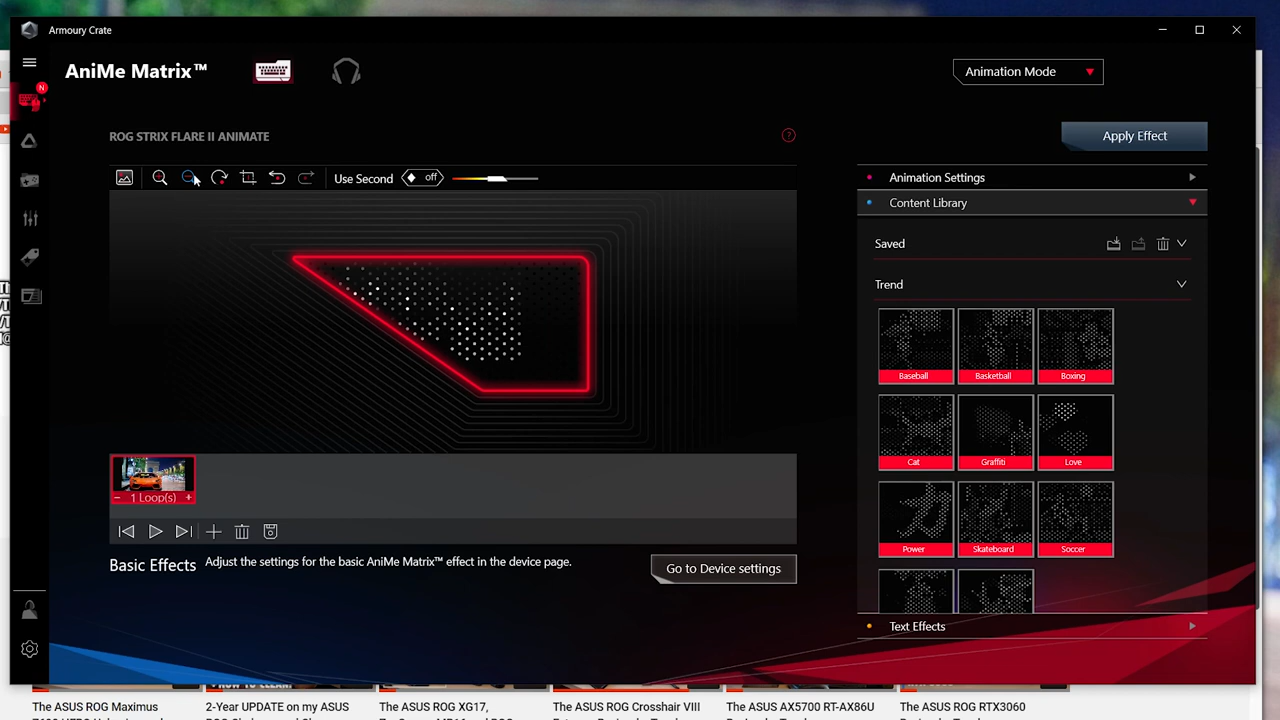 Armoury Crate
AniMe Matrix™
Animation Mode
N
ROG STRIX FLARE II ANIMATE
?
Apply Effect
Use Second
off
Animation Settings
Content Library
Saved
Trend
Baseball
Basketball
Boxing
Cat
Graffiti
Love
力
Power
Skateboard
Soccer
− 1 Loop(s) +
Basic Effects
Adjust the settings for the basic AniMe Matrix™ effect in the device page.
Go to Device settings
Text Effects
The ASUS ROG Maximus
2-Year UPDATE on my ASUS
The ASUS ROG XG17,
The ASUS ROG Crosshair VIII
The ASUS AX5700 RT-AX86U
The ASUS ROG RTX3060